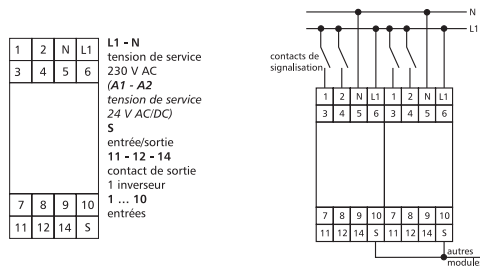 1 2 N L1
3 4 5 6
7 8 9 10
11 12 14 S
L1 - N
tension de service
230 V AC
(A1 - A2
tension de service
24 V AC/DC)
S
entrée/sortie
11 - 12 - 14
contact de sortie
1 inverseur
1 ... 10
entrées
N
L1
contacts de
signalisation
1 2 N L1 1 2 N L1
3 4 5 6 3 4 5 6
7 8 9 10 7 8 9 10
11 12 14 S 11 12 14 S
autres
module